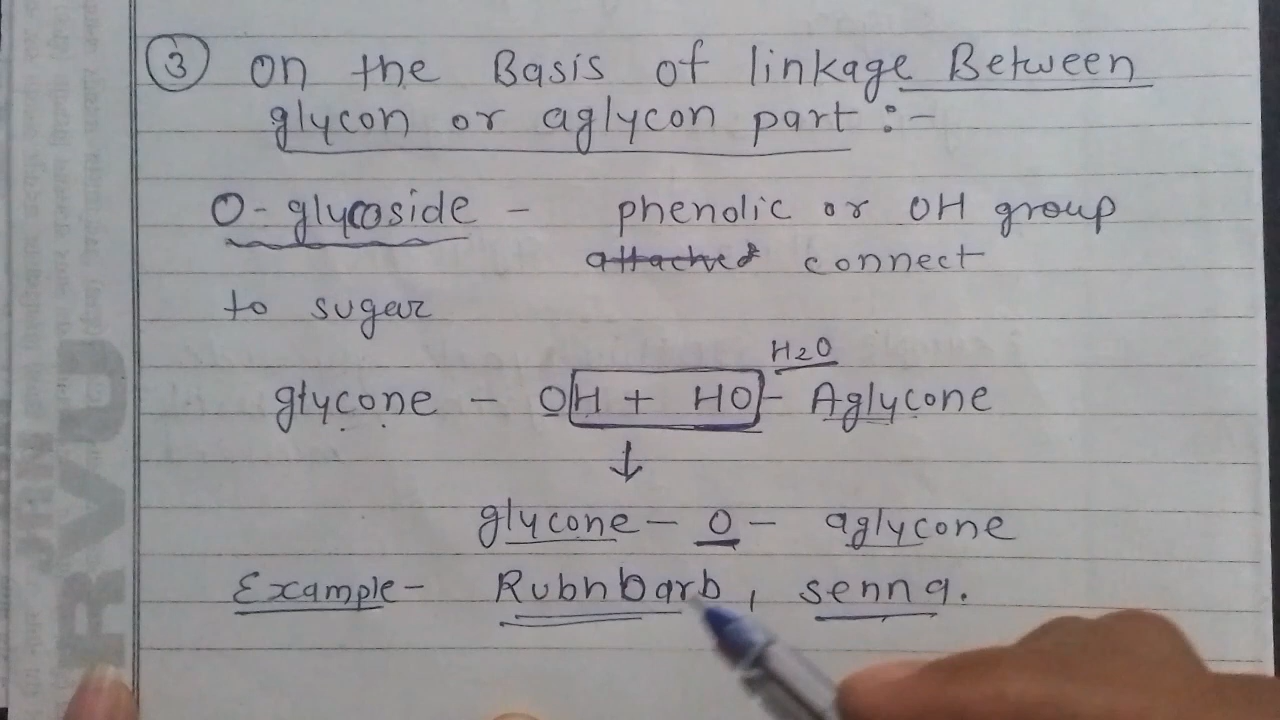 3 On the Basis of linkage Between
glycon or aglycon part :-
O-glycoside - phenolic or OH group
attached connect
to sugar
H2O
glycone - OH + HO - Aglycone
↓
glycone - O - aglycone
Example - Rubhbarb, senna.